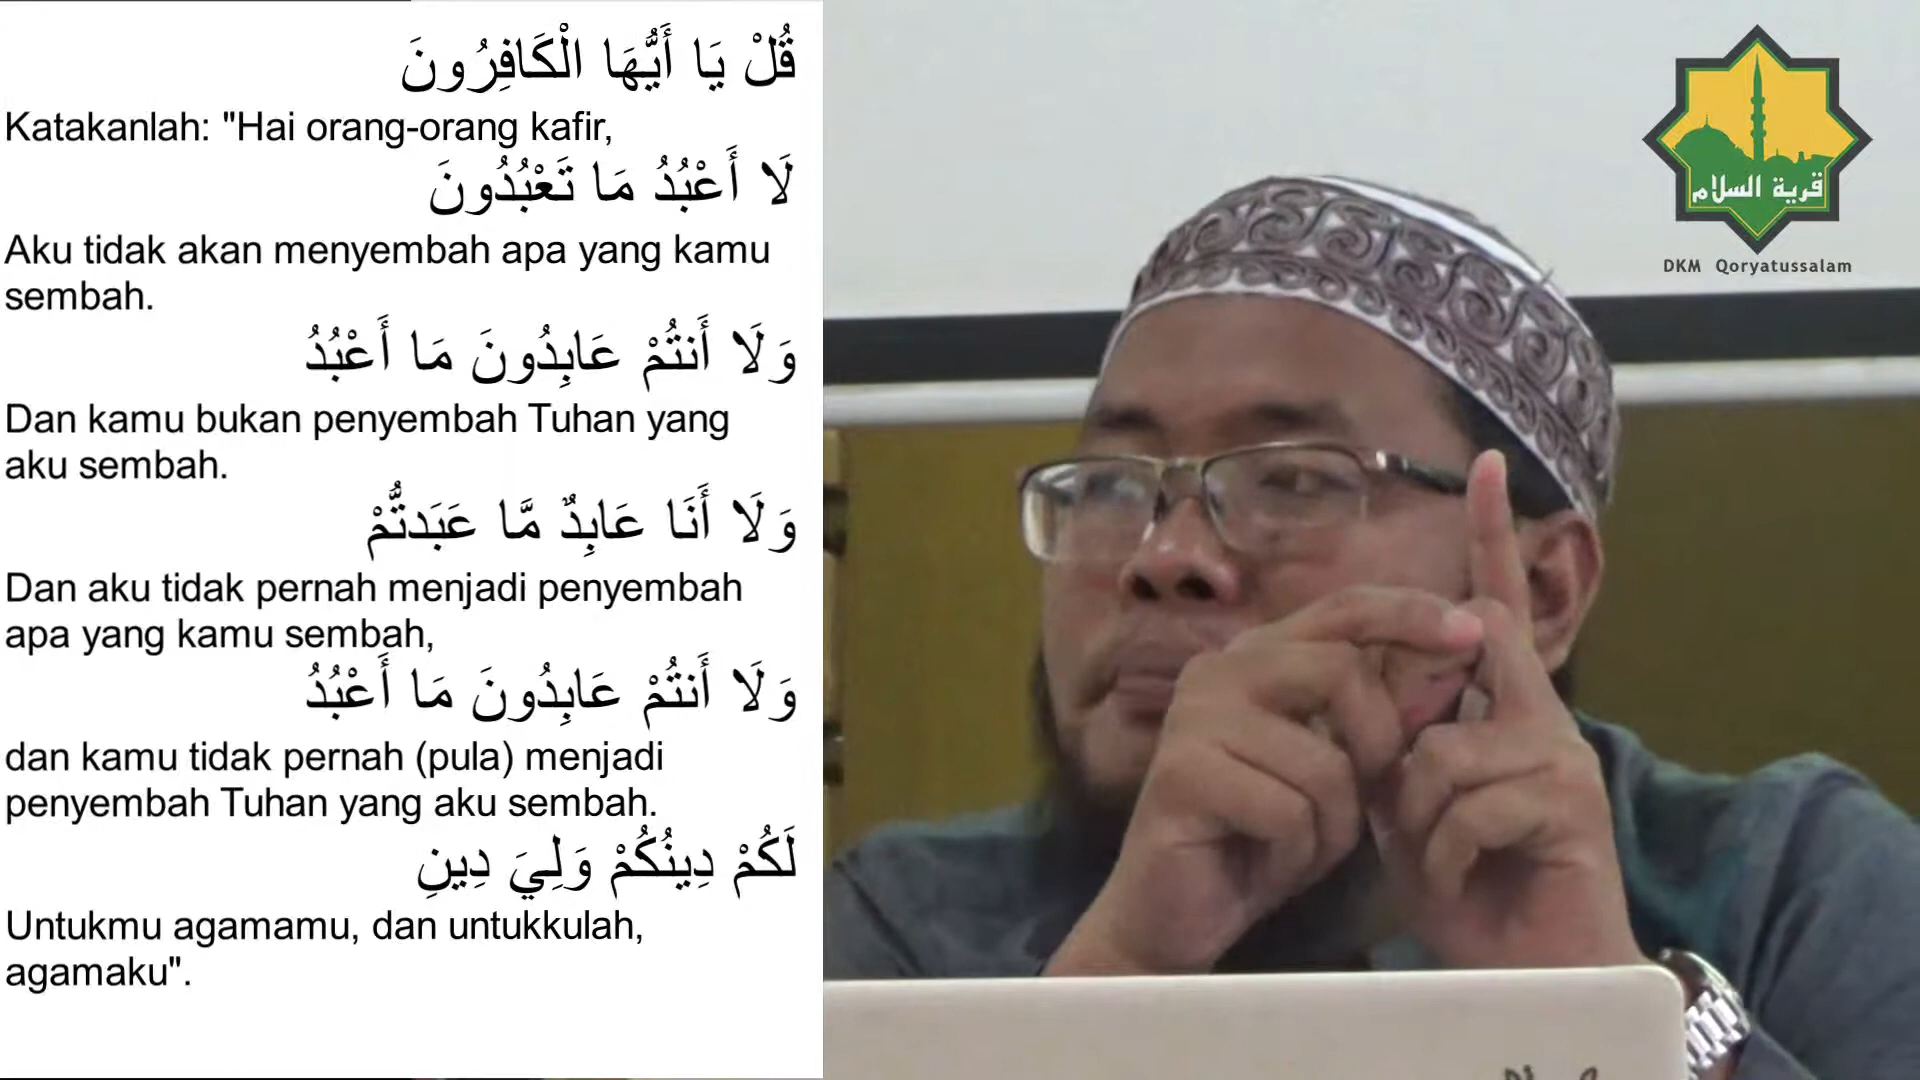 قُلْ يَا أَيُّهَا الْكَافِرُونَ
Katakanlah: "Hai orang-orang kafir,
لَا أَعْبُدُ مَا تَعْبُدُونَ
Aku tidak akan menyembah apa yang kamu
sembah.
وَلَا أَنتُمْ عَابِدُونَ مَا أَعْبُدُ
Dan kamu bukan penyembah Tuhan yang
aku sembah.
وَلَا أَنَا عَابِدٌ مَّا عَبَدتُّمْ
Dan aku tidak pernah menjadi penyembah
apa yang kamu sembah,
وَلَا أَنتُمْ عَابِدُونَ مَا أَعْبُدُ
dan kamu tidak pernah (pula) menjadi
penyembah Tuhan yang aku sembah.
لَكُمْ دِينُكُمْ وَلِيَ دِينِ
Untukmu agamamu, dan untukkulah,
agamaku".
قرية السلام
DKM Qoryatussalam